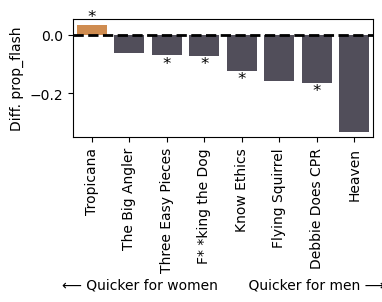 *
0.0
* * * *
−0.2
Diff. prop_flash
Tropicana
The Big Angler
Three Easy Pieces
F* *king the Dog
Know Ethics
Flying Squirrel
Debbie Does CPR
Heaven
⟵ Quicker for women
Quicker for men ⟶